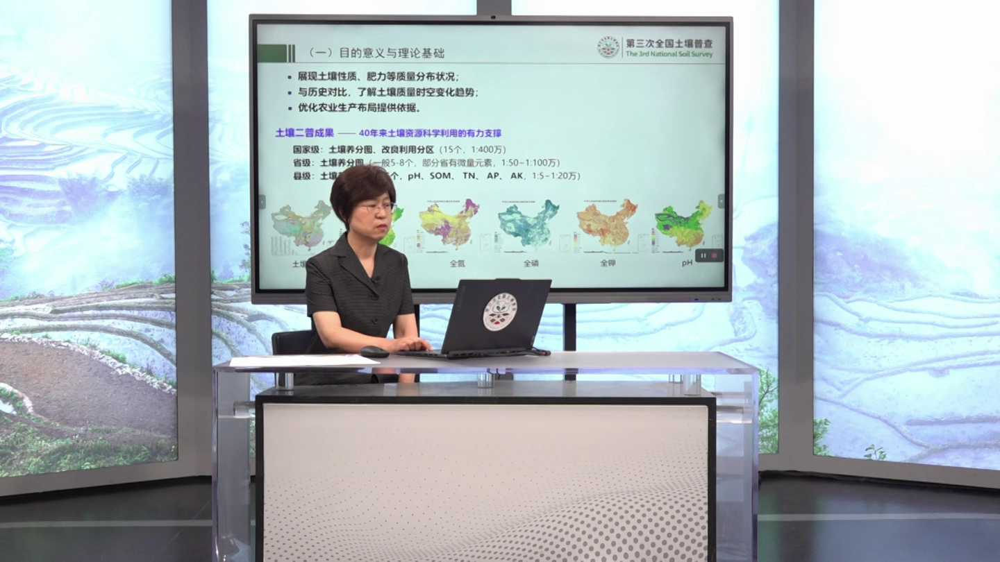 （一）目的意义与理论基础
第三次全国土壤普查
The 3rd National Soil Survey
▪ 展现土壤性质、肥力等质量分布状况；
▪ 与历史对比，了解土壤质量时空变化趋势；
▪ 优化农业生产布局提供依据。
土壤二普成果 —— 40年来土壤资源科学利用的有力支撑
国家级：土壤养分图、改良利用分区（15个，1:400万）
省级：土壤养分图（一般5-8个，部分省有微量元素，1:50~1:100万）
县级：土壤 个，pH、SOM、 TN、 AP、 AK，1:5~1:20万）
土壤
全氮
全磷
全钾
pH